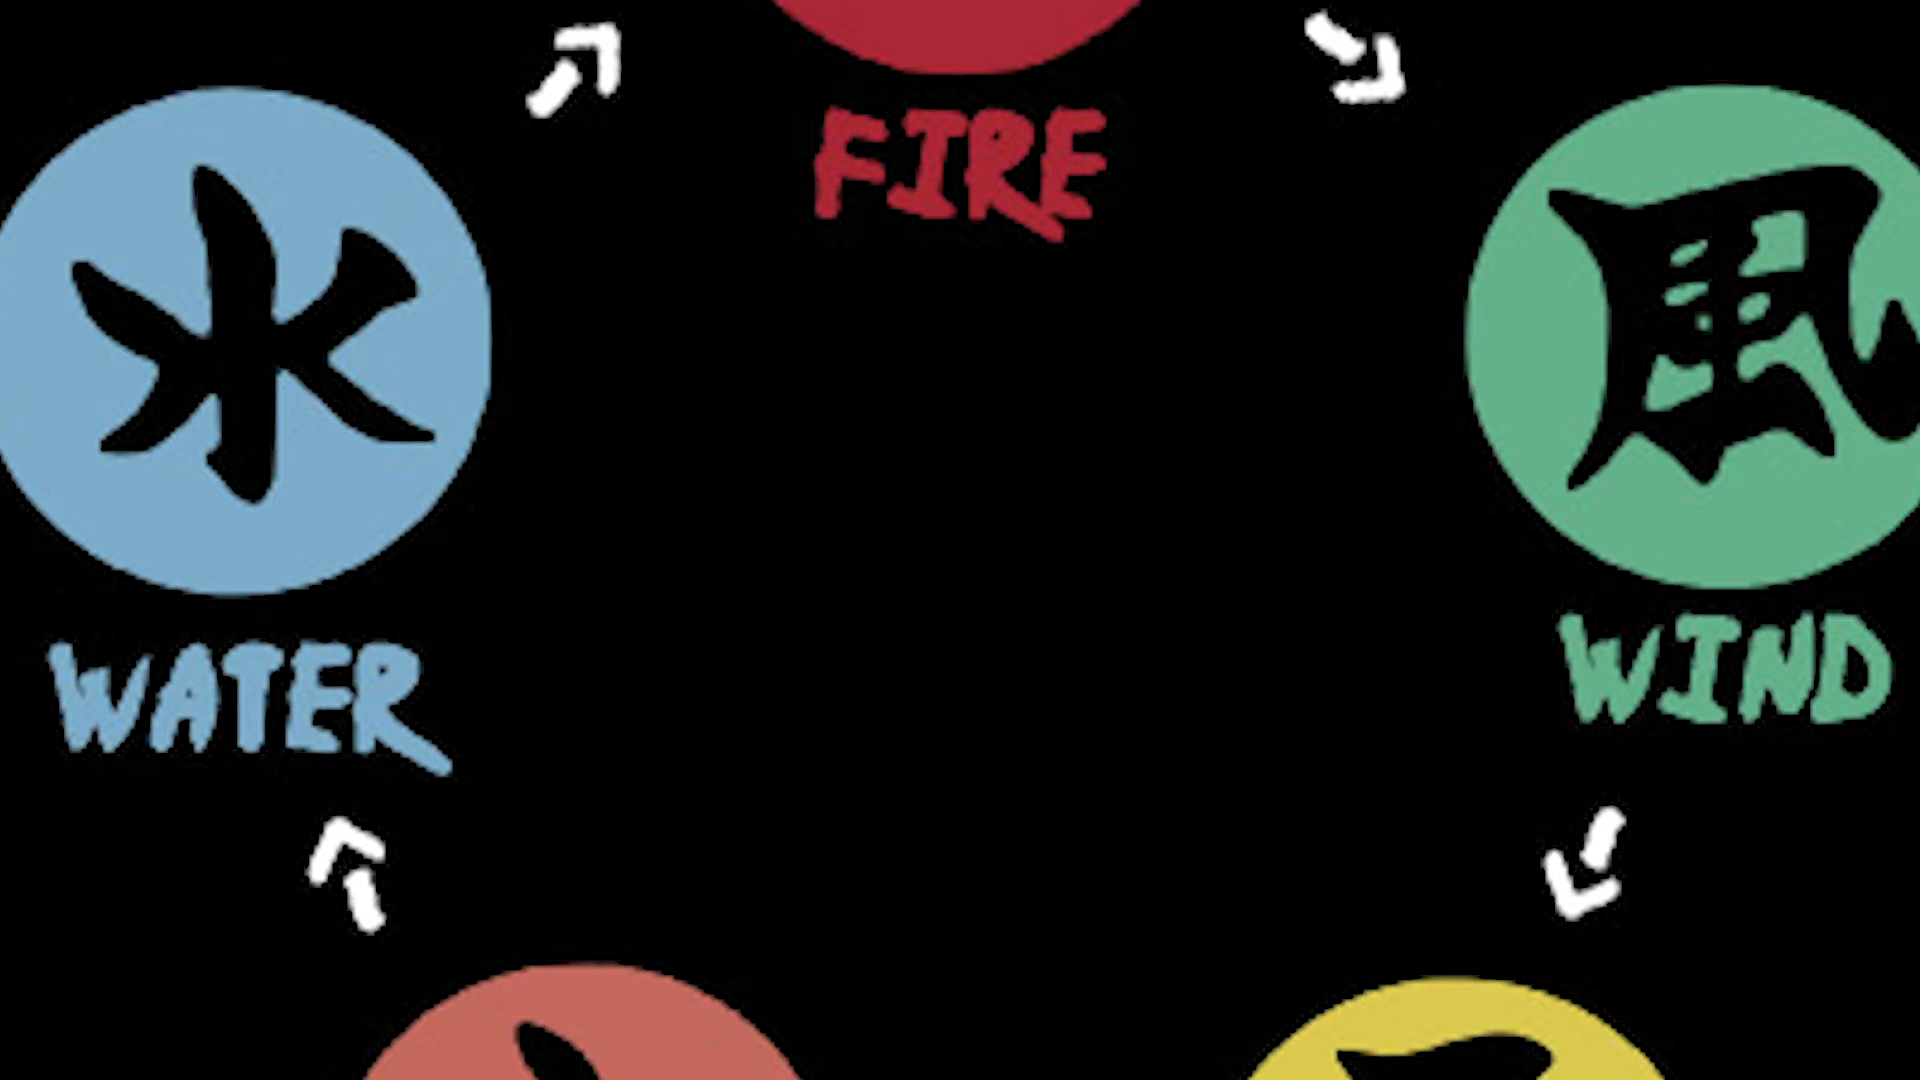 FIRE
水
風
WATER
WIND